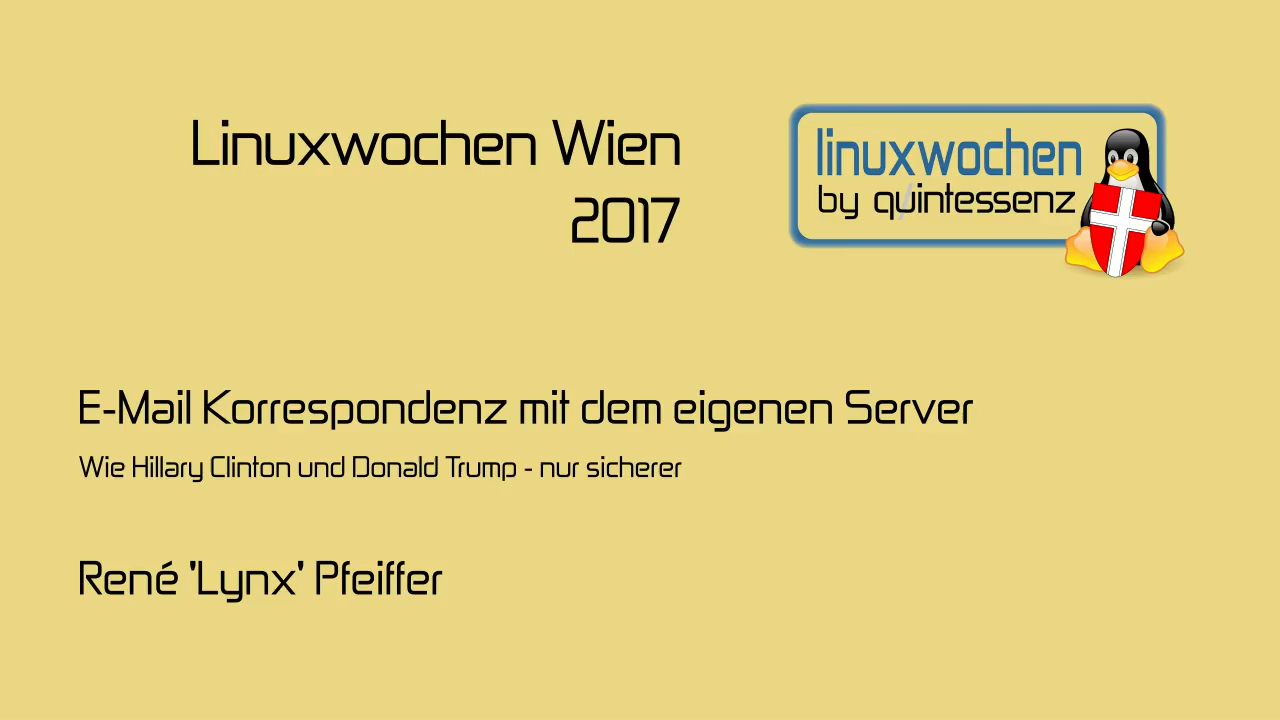 Linuxwochen Wien
2017
linuxwochen
by q/uintessenz
E-Mail Korrespondenz mit dem eigenen Server
Wie Hillary Clinton und Donald Trump - nur sicherer
René 'Lynx' Pfeiffer